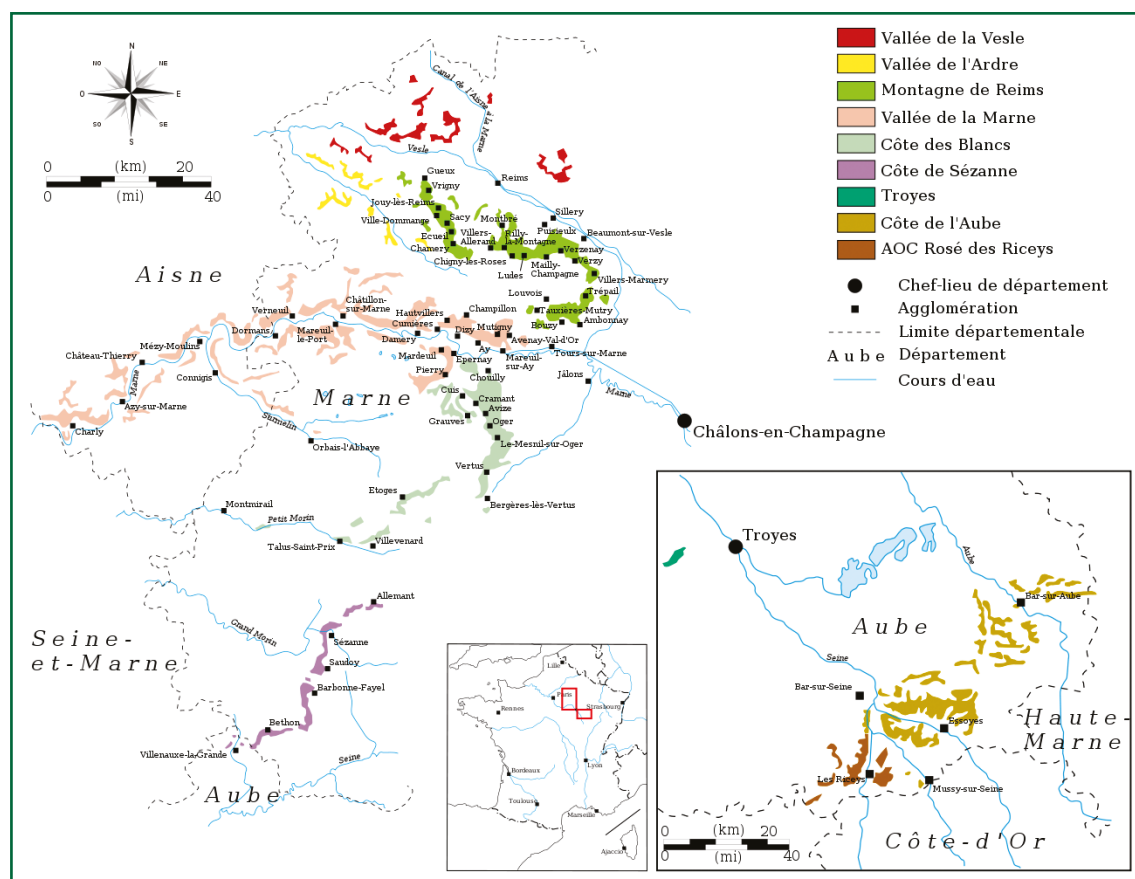 N
NO
NE
O
E
SO
SE
S
0 (km) 20
0 (mi) 40
Vallée de la Vesle
Vallée de l'Ardre
Montagne de Reims
Vallée de la Marne
Côte des Blancs
Côte de Sézanne
Troyes
Côte de l'Aube
AOC Rosé des Riceys
Chef-lieu de département
Agglomération
Limite départementale
Aube Département
Cours d'eau
Canal de l'Aisne à la Marne
Vesle
Gueux
Vrigny
Reims
Jouy-lès-Reims
Ville-Dommange
Sacy
Montbré
Sillery
Puisieulx
Ecueil
Villers-
Allerand
Rilly-
la-Montagne
Beaumont-sur-Vesle
Chamery
Verzenay
Chigny-les-Roses
Ludes
Mailly-
Champagne
Verzy
Villers-Marmery
Aisne
Louvois
Trépail
Tauxières-Mutry
Bouzy
Ambonnay
Châtillon-
sur-Marne
Verneuil
Hautvillers
Champillon
Cumières
Dormans
Mareuil-
le-Port
Damery
Dizy
Mutigny
Avenay-Val-d'Or
Mézy-Moulins
Ay
Mardeuil
Epernay
Mareuil-
sur-Ay
Tours-sur-Marne
Château-Thierry
Marne
Connigis
Pierry
Chouilly
Jâlons
Marne
Marne
Cuis
Cramant
Avize
Azy-sur-Marne
Grauves
Oger
Charly
Surmelin
Orbais-l'Abbaye
Le-Mesnil-sur-Oger
Châlons-en-Champagne
Vertus
Etoges
Bergères-lès-Vertus
Montmirail
Petit Morin
Talus-Saint-Prix
Villevenard
Allemant
Seine-
et-Marne
Grand Morin
Sézanne
Saudoy
Barbonne-Fayel
Bethon
Villenauxe-la-Grande
Seine
Aube
Lille
Paris
Strasbourg
Rennes
Lyon
Bordeaux
Toulouse
Marseille
Ajaccio
Troyes
Aube
Aube
Bar-sur-Aube
Seine
Bar-sur-Seine
Essoyes
Haute-
Marne
Les Riceys
Mussy-sur-Seine
Côte-d'Or
0 (km) 20
0 (mi) 40